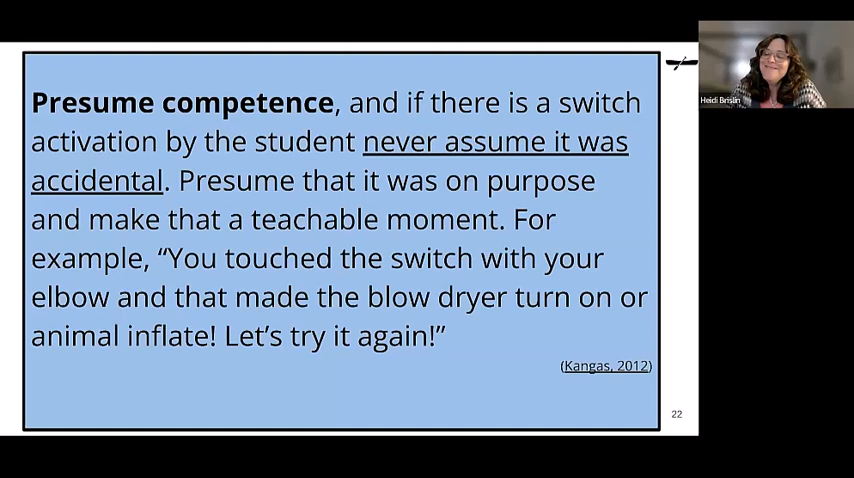 Presume competence, and if there is a switch
activation by the student never assume it was
accidental. Presume that it was on purpose
and make that a teachable moment. For
example, “You touched the switch with your
elbow and that made the blow dryer turn on or
animal inflate! Let’s try it again!”
(Kangas, 2012)
22
Heidi Brislin